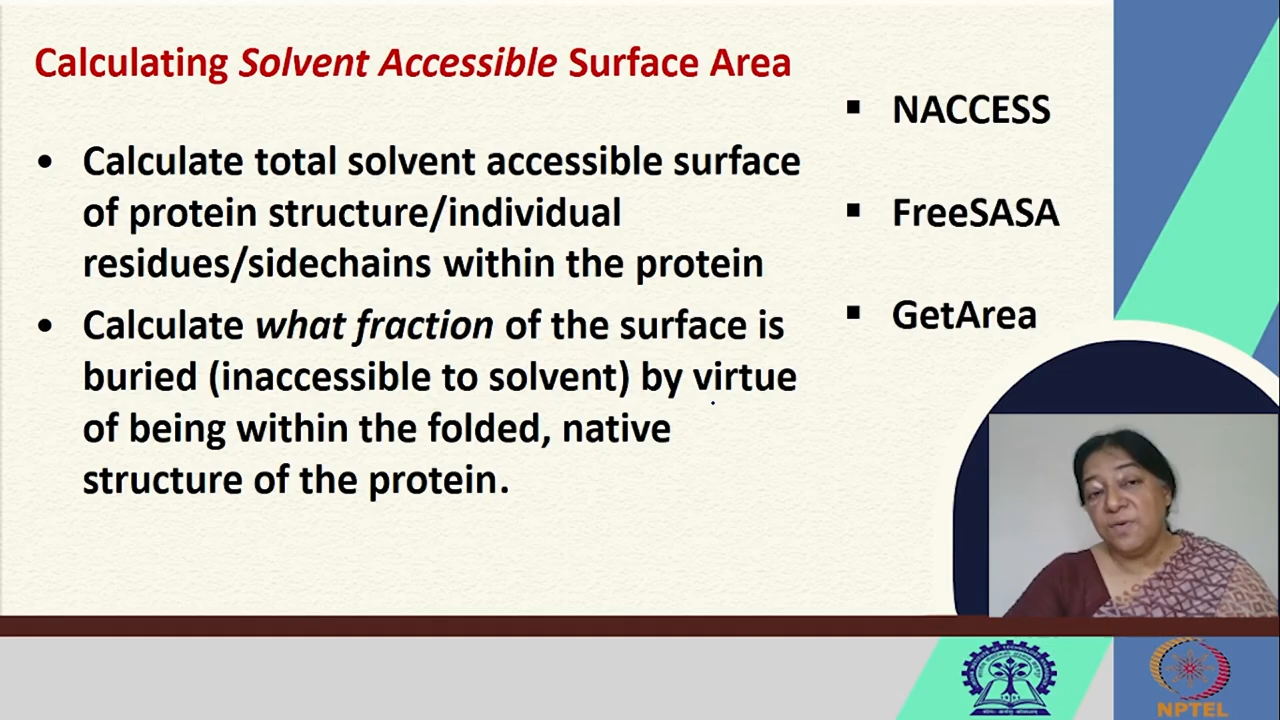 Calculating Solvent Accessible Surface Area
• Calculate total solvent accessible surface
of protein structure/individual
residues/sidechains within the protein
• Calculate what fraction of the surface is
buried (inaccessible to solvent) by virtue
of being within the folded, native
structure of the protein.
▪ NACCESS
▪ FreeSASA
▪ GetArea
NPTEL